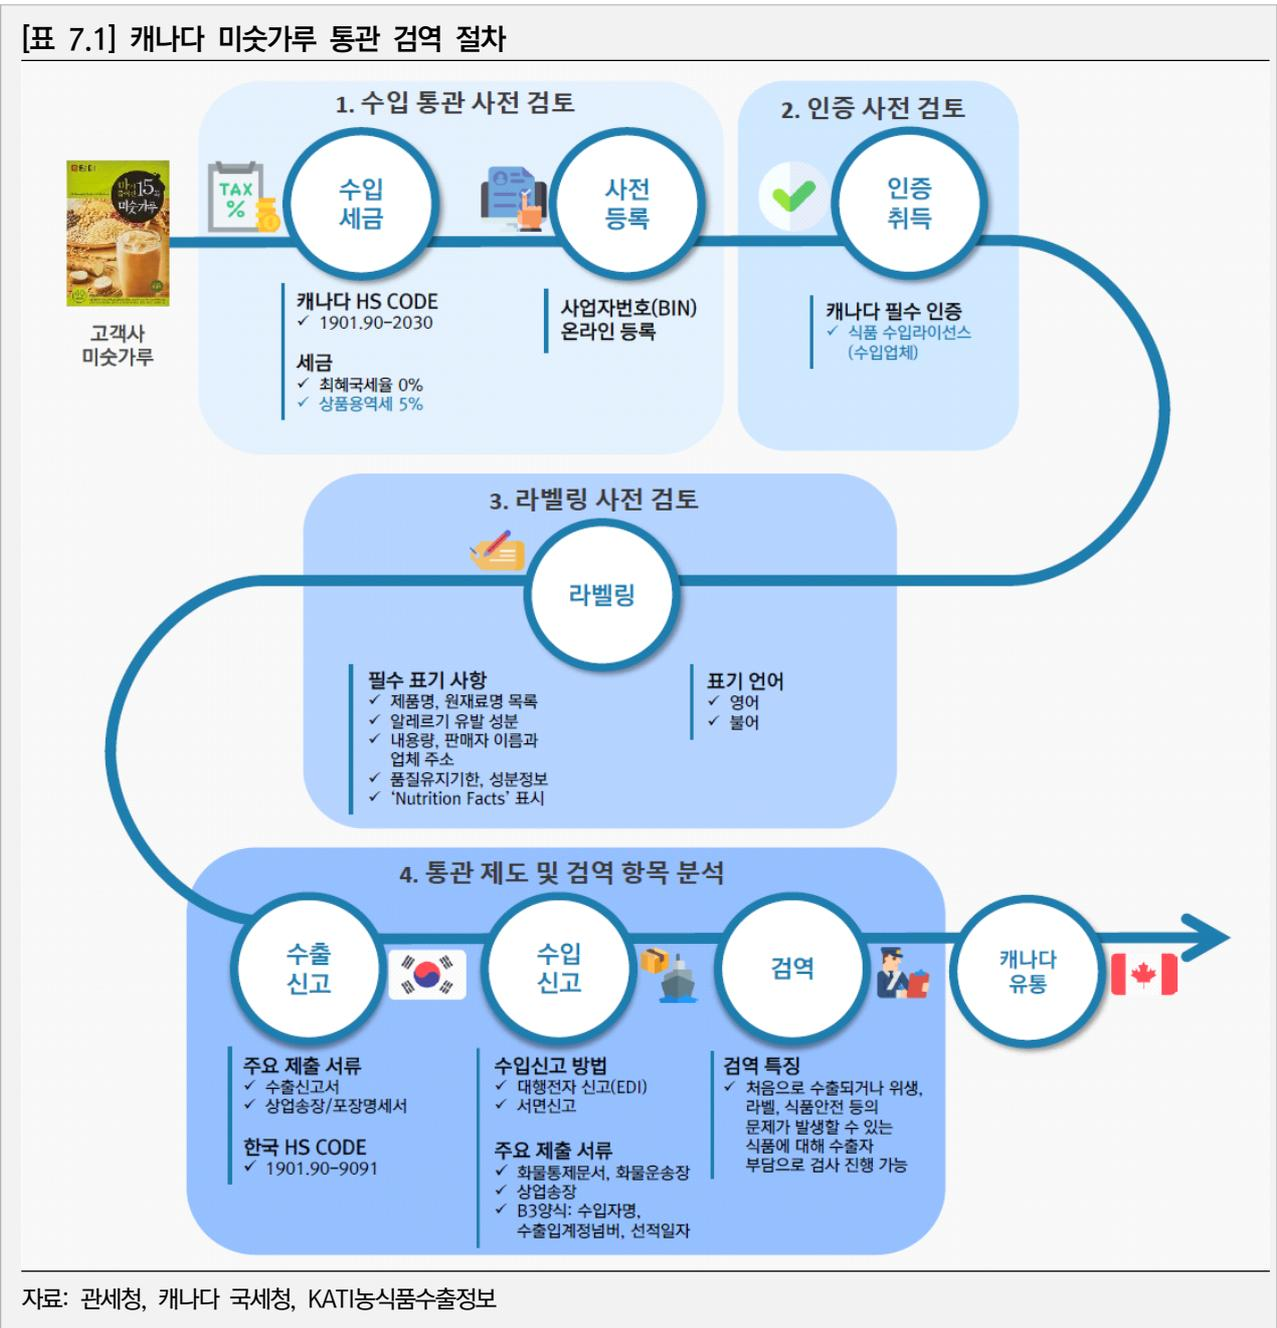 [표 7.1] 캐나다 미숫가루 통관 검역 절차
1. 수입 통관 사전 검토
2. 인증 사전 검토
TAX
%
수입
세금
사전
등록
인증
취득
15
미숫가루
고객사
미숫가루
캐나다 HS CODE
✓ 1901.90-2030
세금
✓ 최혜국세율 0%
✓ 상품용역세 5%
사업자번호(BIN)
온라인 등록
캐나다 필수 인증
✓ 식품 수입라이선스
(수입업체)
3. 라벨링 사전 검토
라벨링
필수 표기 사항
✓ 제품명, 원재료명 목록
✓ 알레르기 유발 성분
✓ 내용량, 판매자 이름과
업체 주소
✓ 품질유지기한, 성분정보
✓ ‘Nutrition Facts’ 표시
표기 언어
✓ 영어
✓ 불어
4. 통관 제도 및 검역 항목 분석
수출
신고
수입
신고
검역
캐나다
유통
주요 제출 서류
✓ 수출신고서
✓ 상업송장/포장명세서
한국 HS CODE
✓ 1901.90-9091
수입신고 방법
✓ 대행전자 신고(EDI)
✓ 서면신고
주요 제출 서류
✓ 화물통제문서, 화물운송장
✓ 상업송장
✓ B3양식: 수입자명,
수출입계정넘버, 선적일자
검역 특징
✓ 처음으로 수출되거나 위생,
라벨, 식품안전 등의
문제가 발생할 수 있는
식품에 대해 수출자
부담으로 검사 진행 가능
자료: 관세청, 캐나다 국세청, KATI농식품수출정보